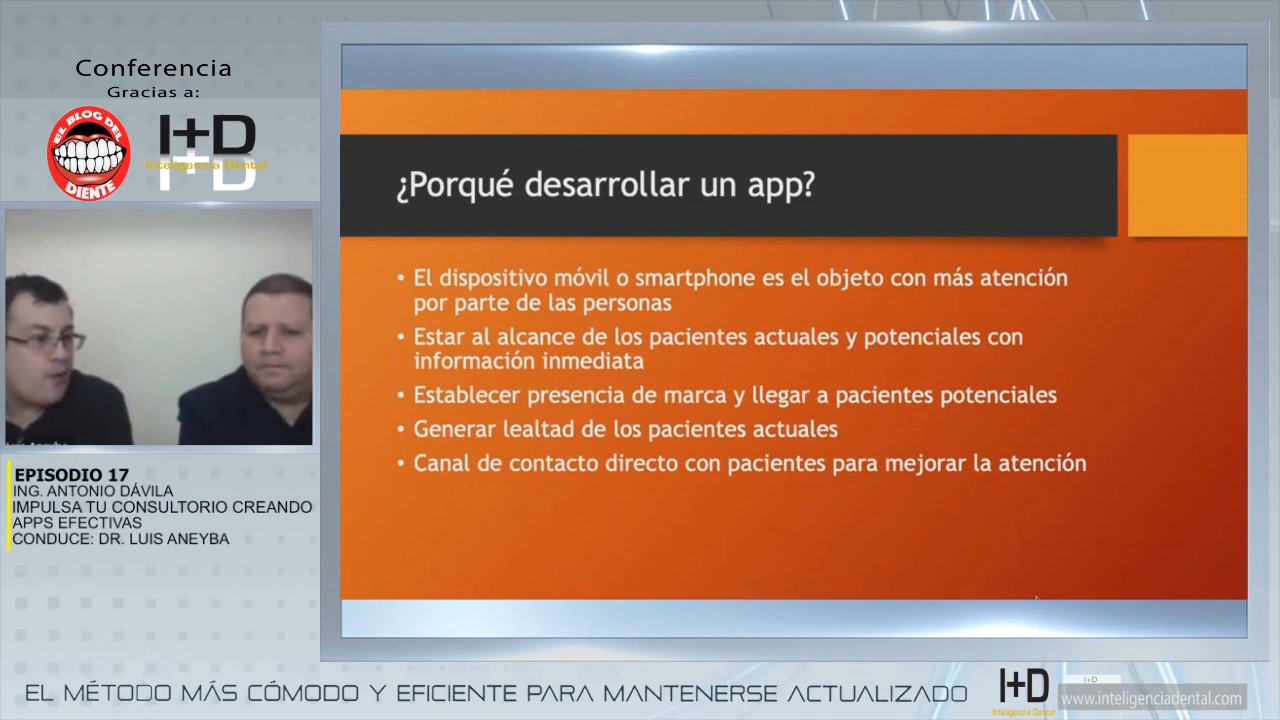 Conferencia
Gracias a:
EL BLOG DEL
DIENTE
I+D
Inteligencia Dental
¿Porqué desarrollar un app?
• El dispositivo móvil o smartphone es el objeto con más atención
por parte de las personas
• Estar al alcance de los pacientes actuales y potenciales con
información inmediata
• Establecer presencia de marca y llegar a pacientes potenciales
• Generar lealtad de los pacientes actuales
• Canal de contacto directo con pacientes para mejorar la atención
EPISODIO 17
ING. ANTONIO DÁVILA
IMPULSA TU CONSULTORIO CREANDO
APPS EFECTIVAS
CONDUCE: DR. LUIS ANEYBA
EL MÉTODO MÁS CÓMODO Y EFICIENTE PARA MANTENERSE ACTUALIZADO
I+D
Inteligencia Dental
I+D
www.inteligenciadental.com